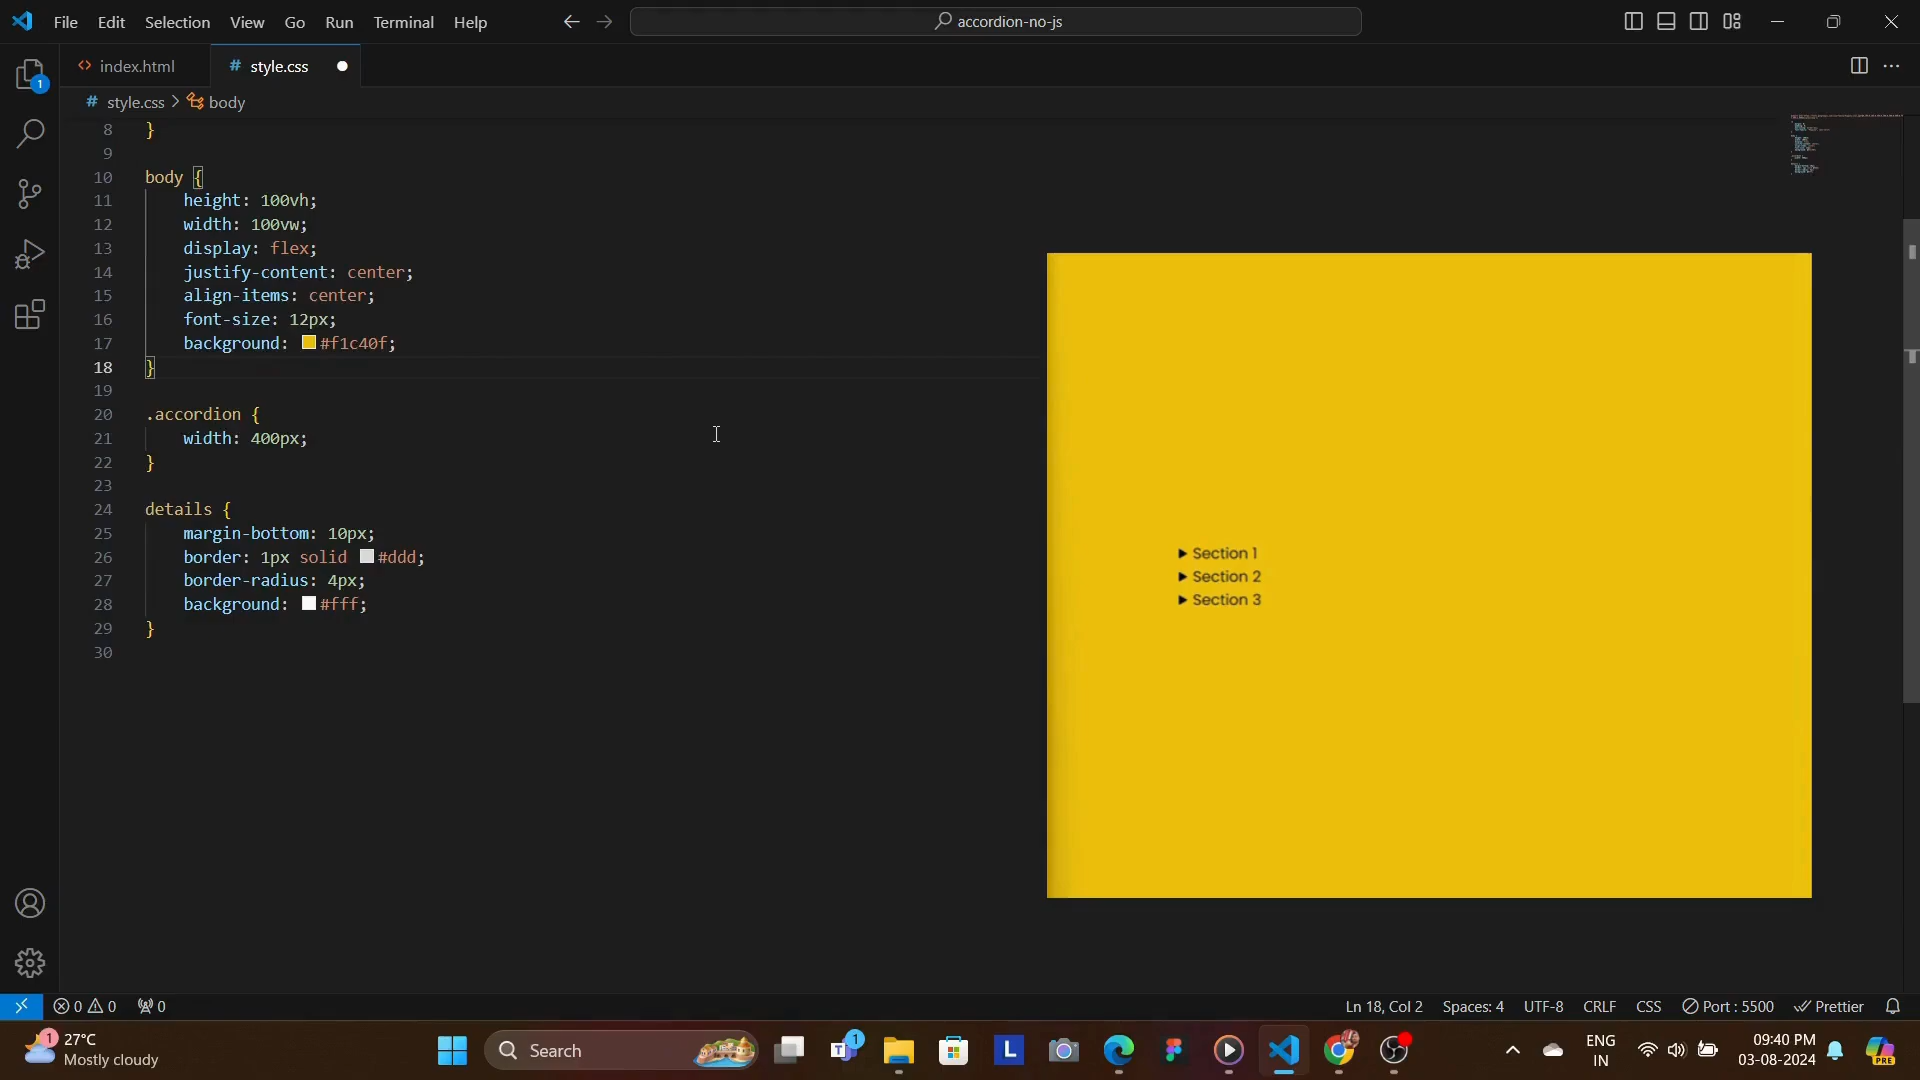 File Edit Selection View Go Run Terminal Help
accordion-no-js
index.html
# style.css
1
# style.css > body
8 }
9
10 body {
11 height: 100vh;
12 width: 100vw;
13 display: flex;
14 justify-content: center;
15 align-items: center;
16 font-size: 12px;
17 background: #f1c40f;
18 }
19
20 .accordion {
21 width: 400px;
22 }
23
24 details {
25 margin-bottom: 10px;
26 border: 1px solid #ddd;
27 border-radius: 4px;
28 background: #fff;
29 }
30
Section 1
Section 2
Section 3
0 0 0
Ln 18, Col 2 Spaces: 4 UTF-8 CRLF CSS Port : 5500 Prettier
1
27°C
Mostly cloudy
Search
T
1
L
ENG
IN
09:40 PM
03-08-2024
PRE